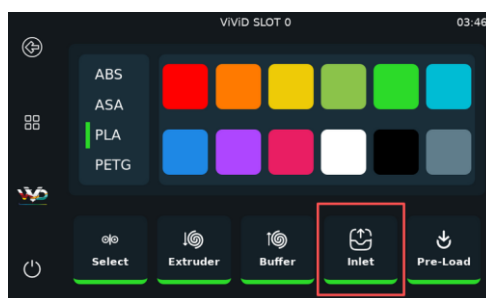 ViViD SLOT 0
03:46
ABS
ASA
PLA
PETG
Select
Extruder
Buffer
Inlet
Pre-Load